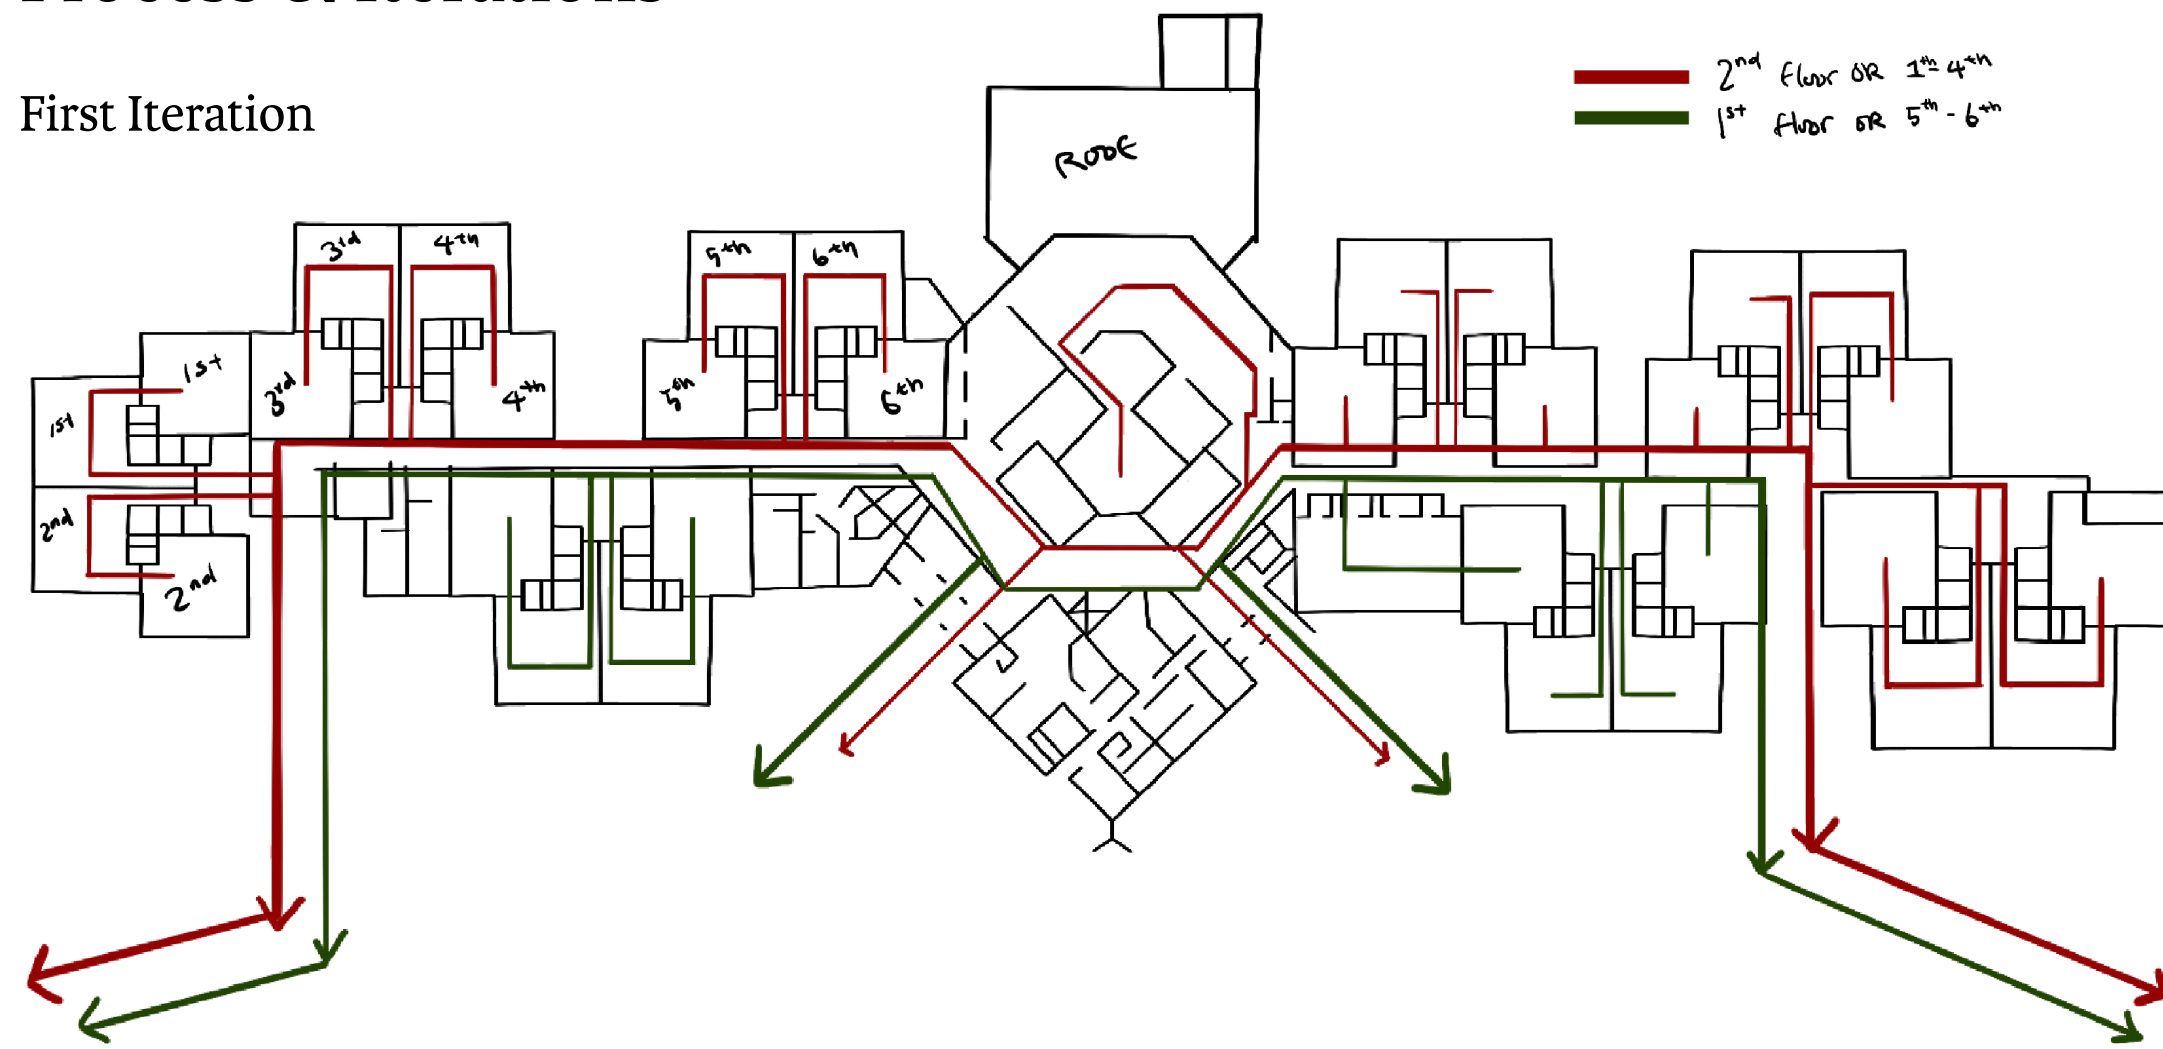 First Iteration
2nd floor OR 1th-4th
1st floor OR 5th-6th
ROOF
3rd
4th
5th
6th
1st
1st
3rd
4th
5th
6th
2nd
2nd